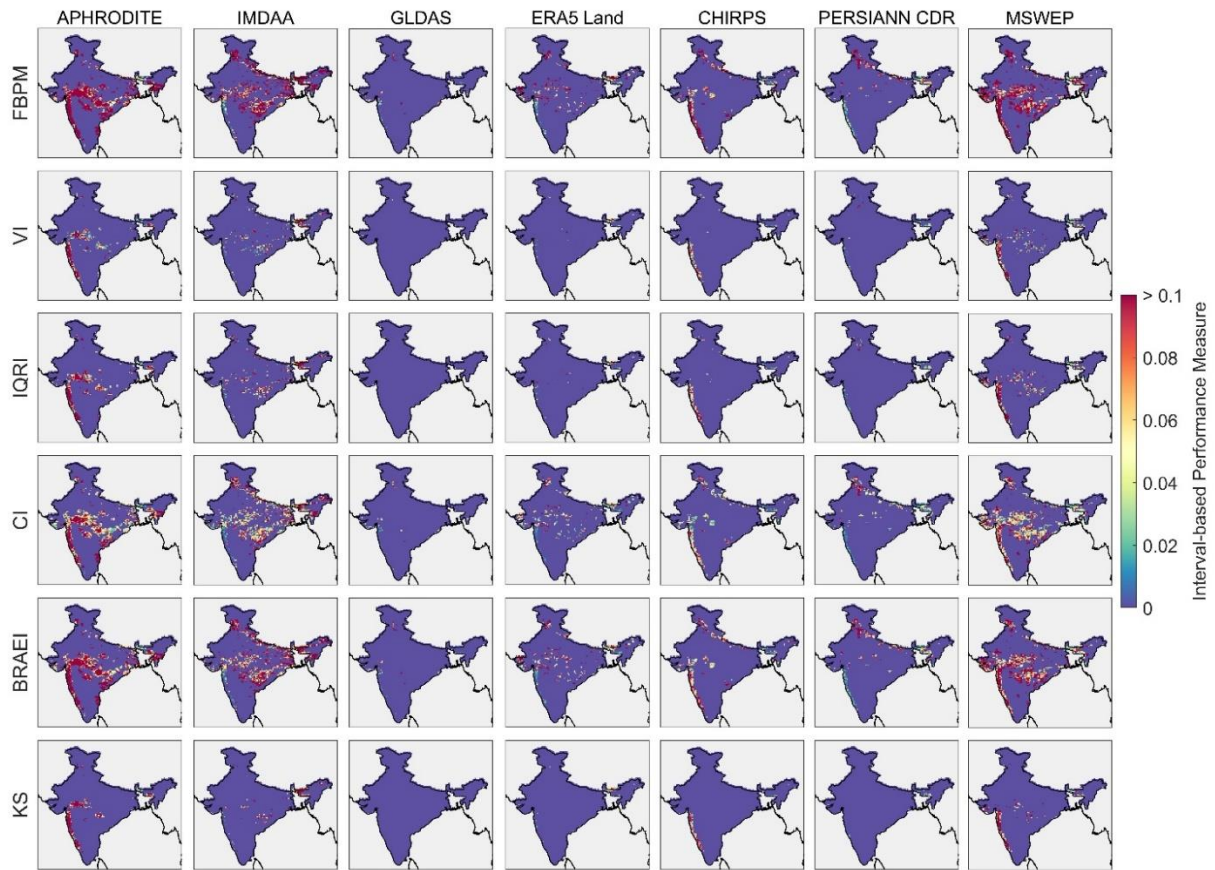 APHRODITE IMDAA GLDAS ERA5 Land CHIRPS PERSIANN CDR MSWEP
FBPM
VI
IQRI
CI
BRAEI
KS
> 0.1
0.08
0.06
0.04
0.02
0
Interval-based Performance Measure